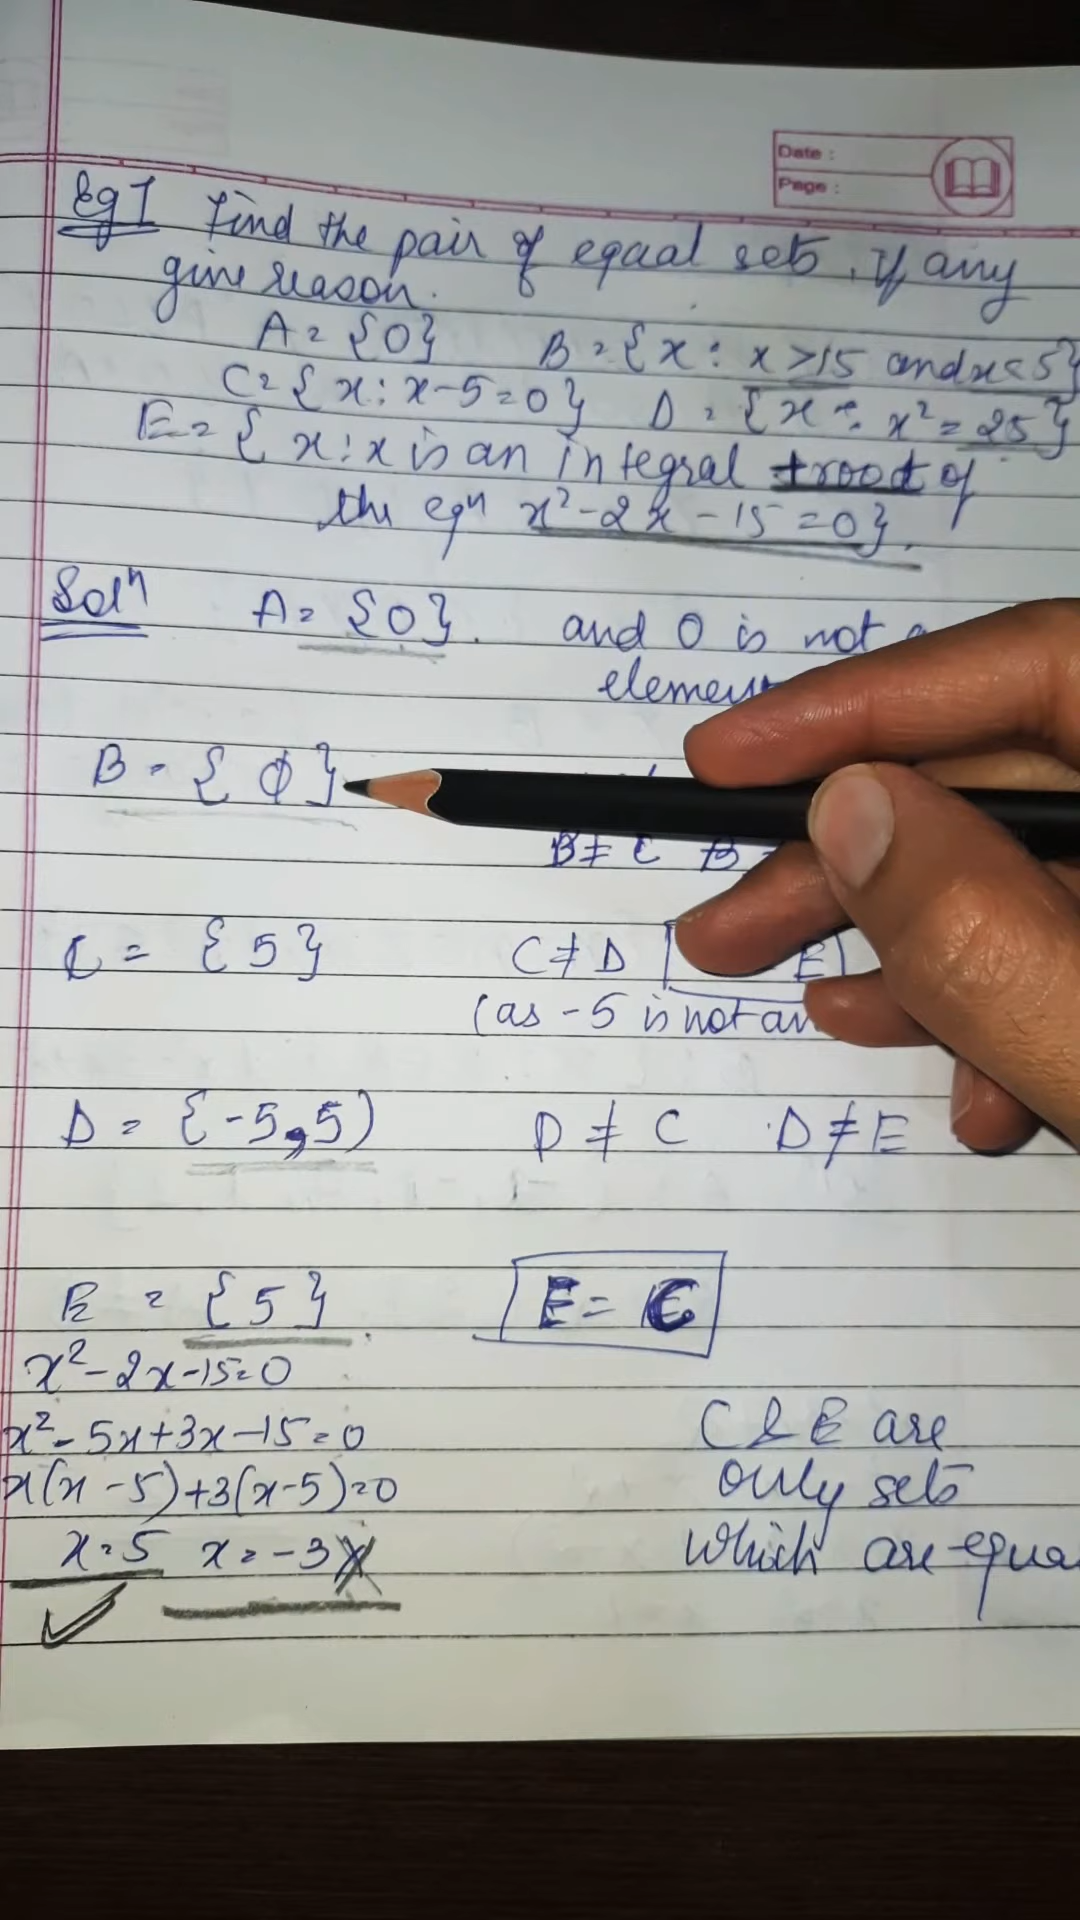 Date :
Page :
Eg 1 Find the pair of equal sets, if any
give reason.
A = {0} B = {x : x > 15 and x < 5}
C = {x : x - 5 = 0} D = {x : x² = 25}
E = {x : x is an integral root of
the eqn x² - 2x - 15 = 0}.
Soln A = {0}. and 0 is not
B = {ϕ}
B ≠ C B
C = {5} C ≠ D E
(as -5 is not an
D = {-5, 5) D ≠ C D ≠ E
E = {5} E = C
x² - 2x - 15 = 0
x² - 5x + 3x - 15 = 0 C & E are
x(x - 5) + 3(x - 5) = 0 only sets
x = 5 x = -3 which are equa